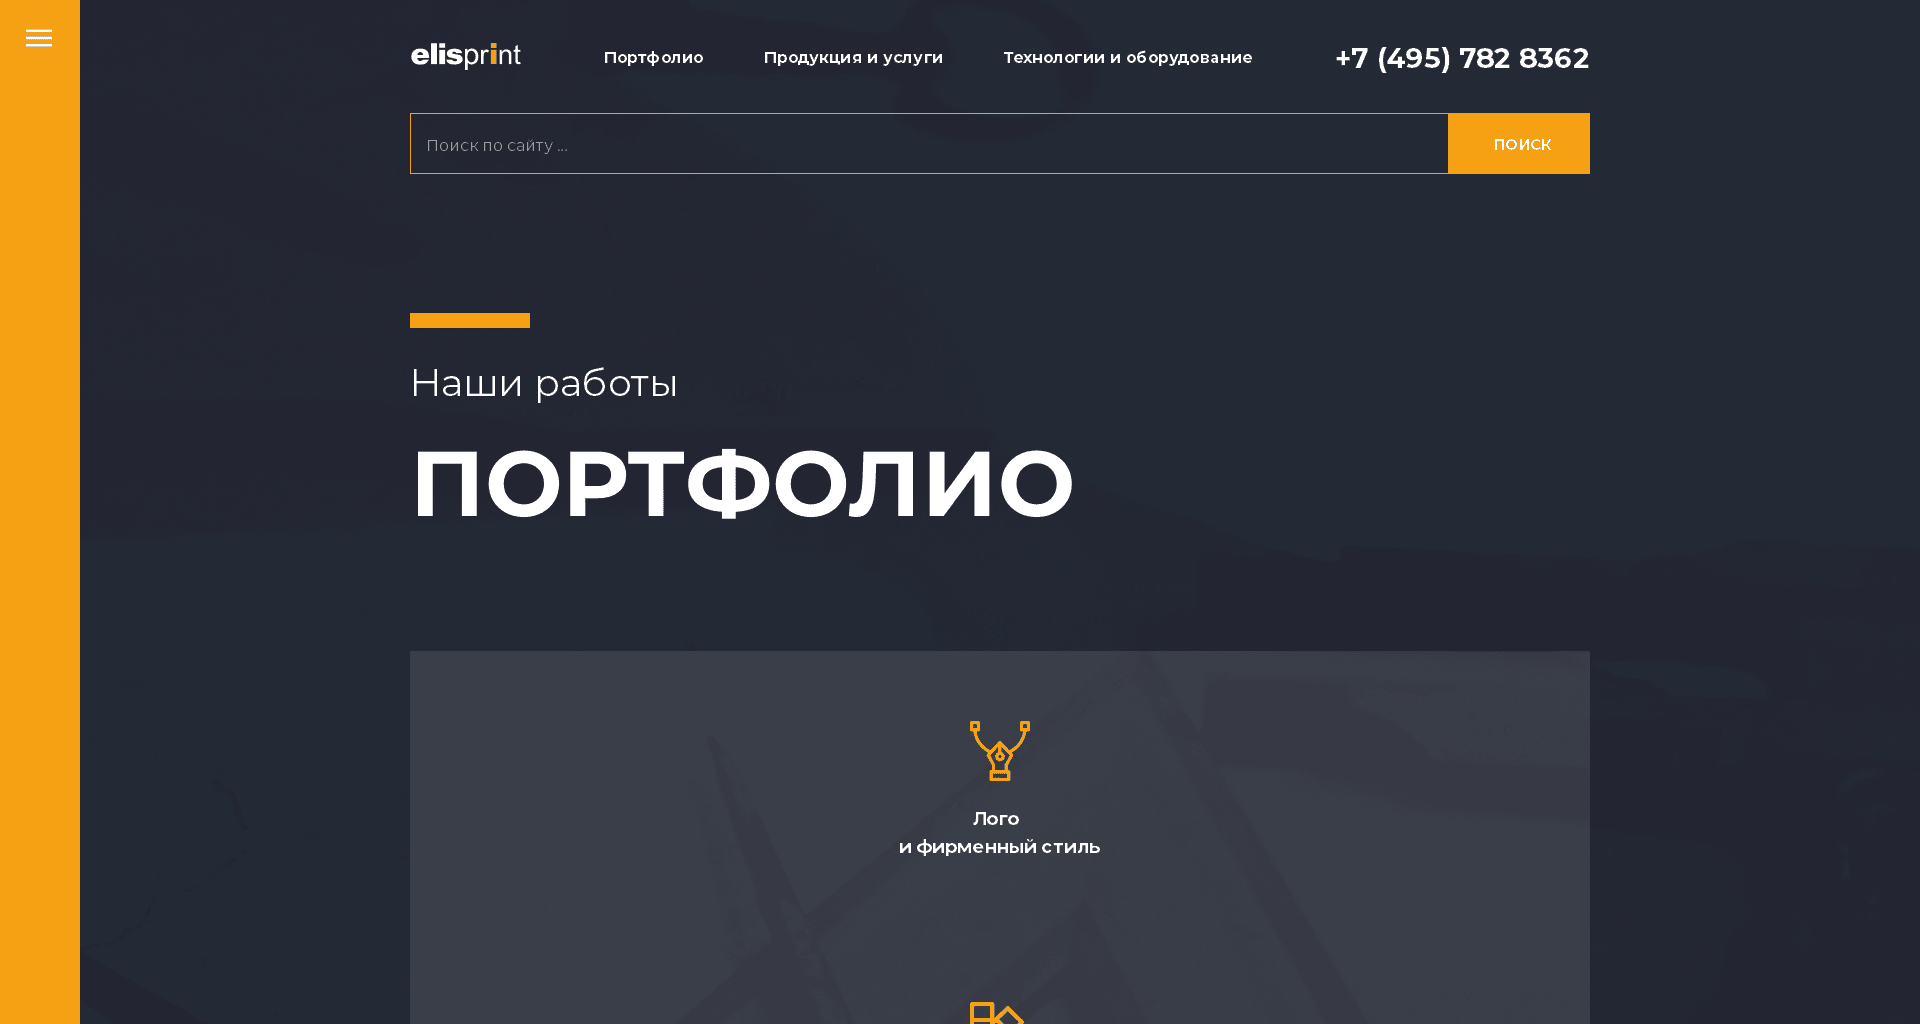 elisprint
Портфолио
Продукция и услуги
Технологии и оборудование
+7 (495) 782 8362
Поиск по сайту ...
ПОИСК
Наши работы
ПОРТФОЛИО
Лого
и фирменный стиль